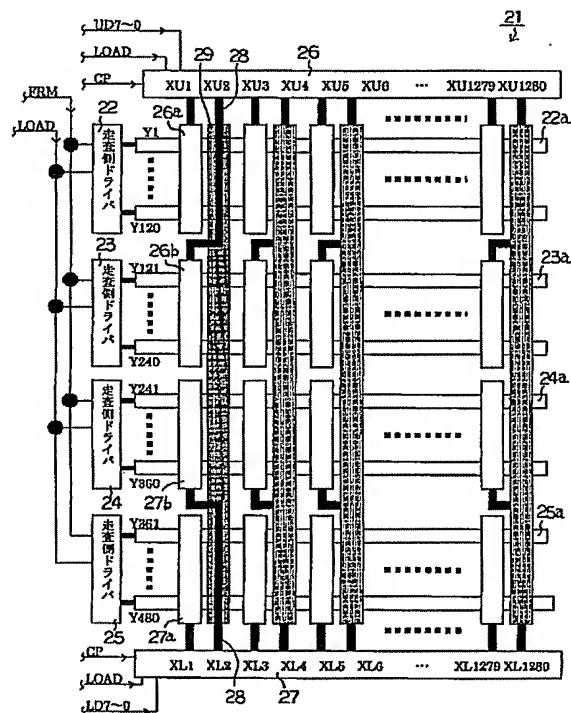 21
UD7~0
LOAD
CP
29
28
26
XU1 XU2 XU3 XU4 XU5 XU6 ... XU1279 XU1280
FRM
LOAD
22
26a
22a
走査側ドライバ
Y1
Y120
23
26b
23a
走査側ドライバ
Y121
Y240
24a
走査側ドライバ
Y241
Y360
24
27b
25a
走査側ドライバ
Y361
Y480
25
27a
28
CP
LOAD
LD7~0
XL1 XL2 XL3 XL4 XL5 XL6 ... XL1279 XL1280
27